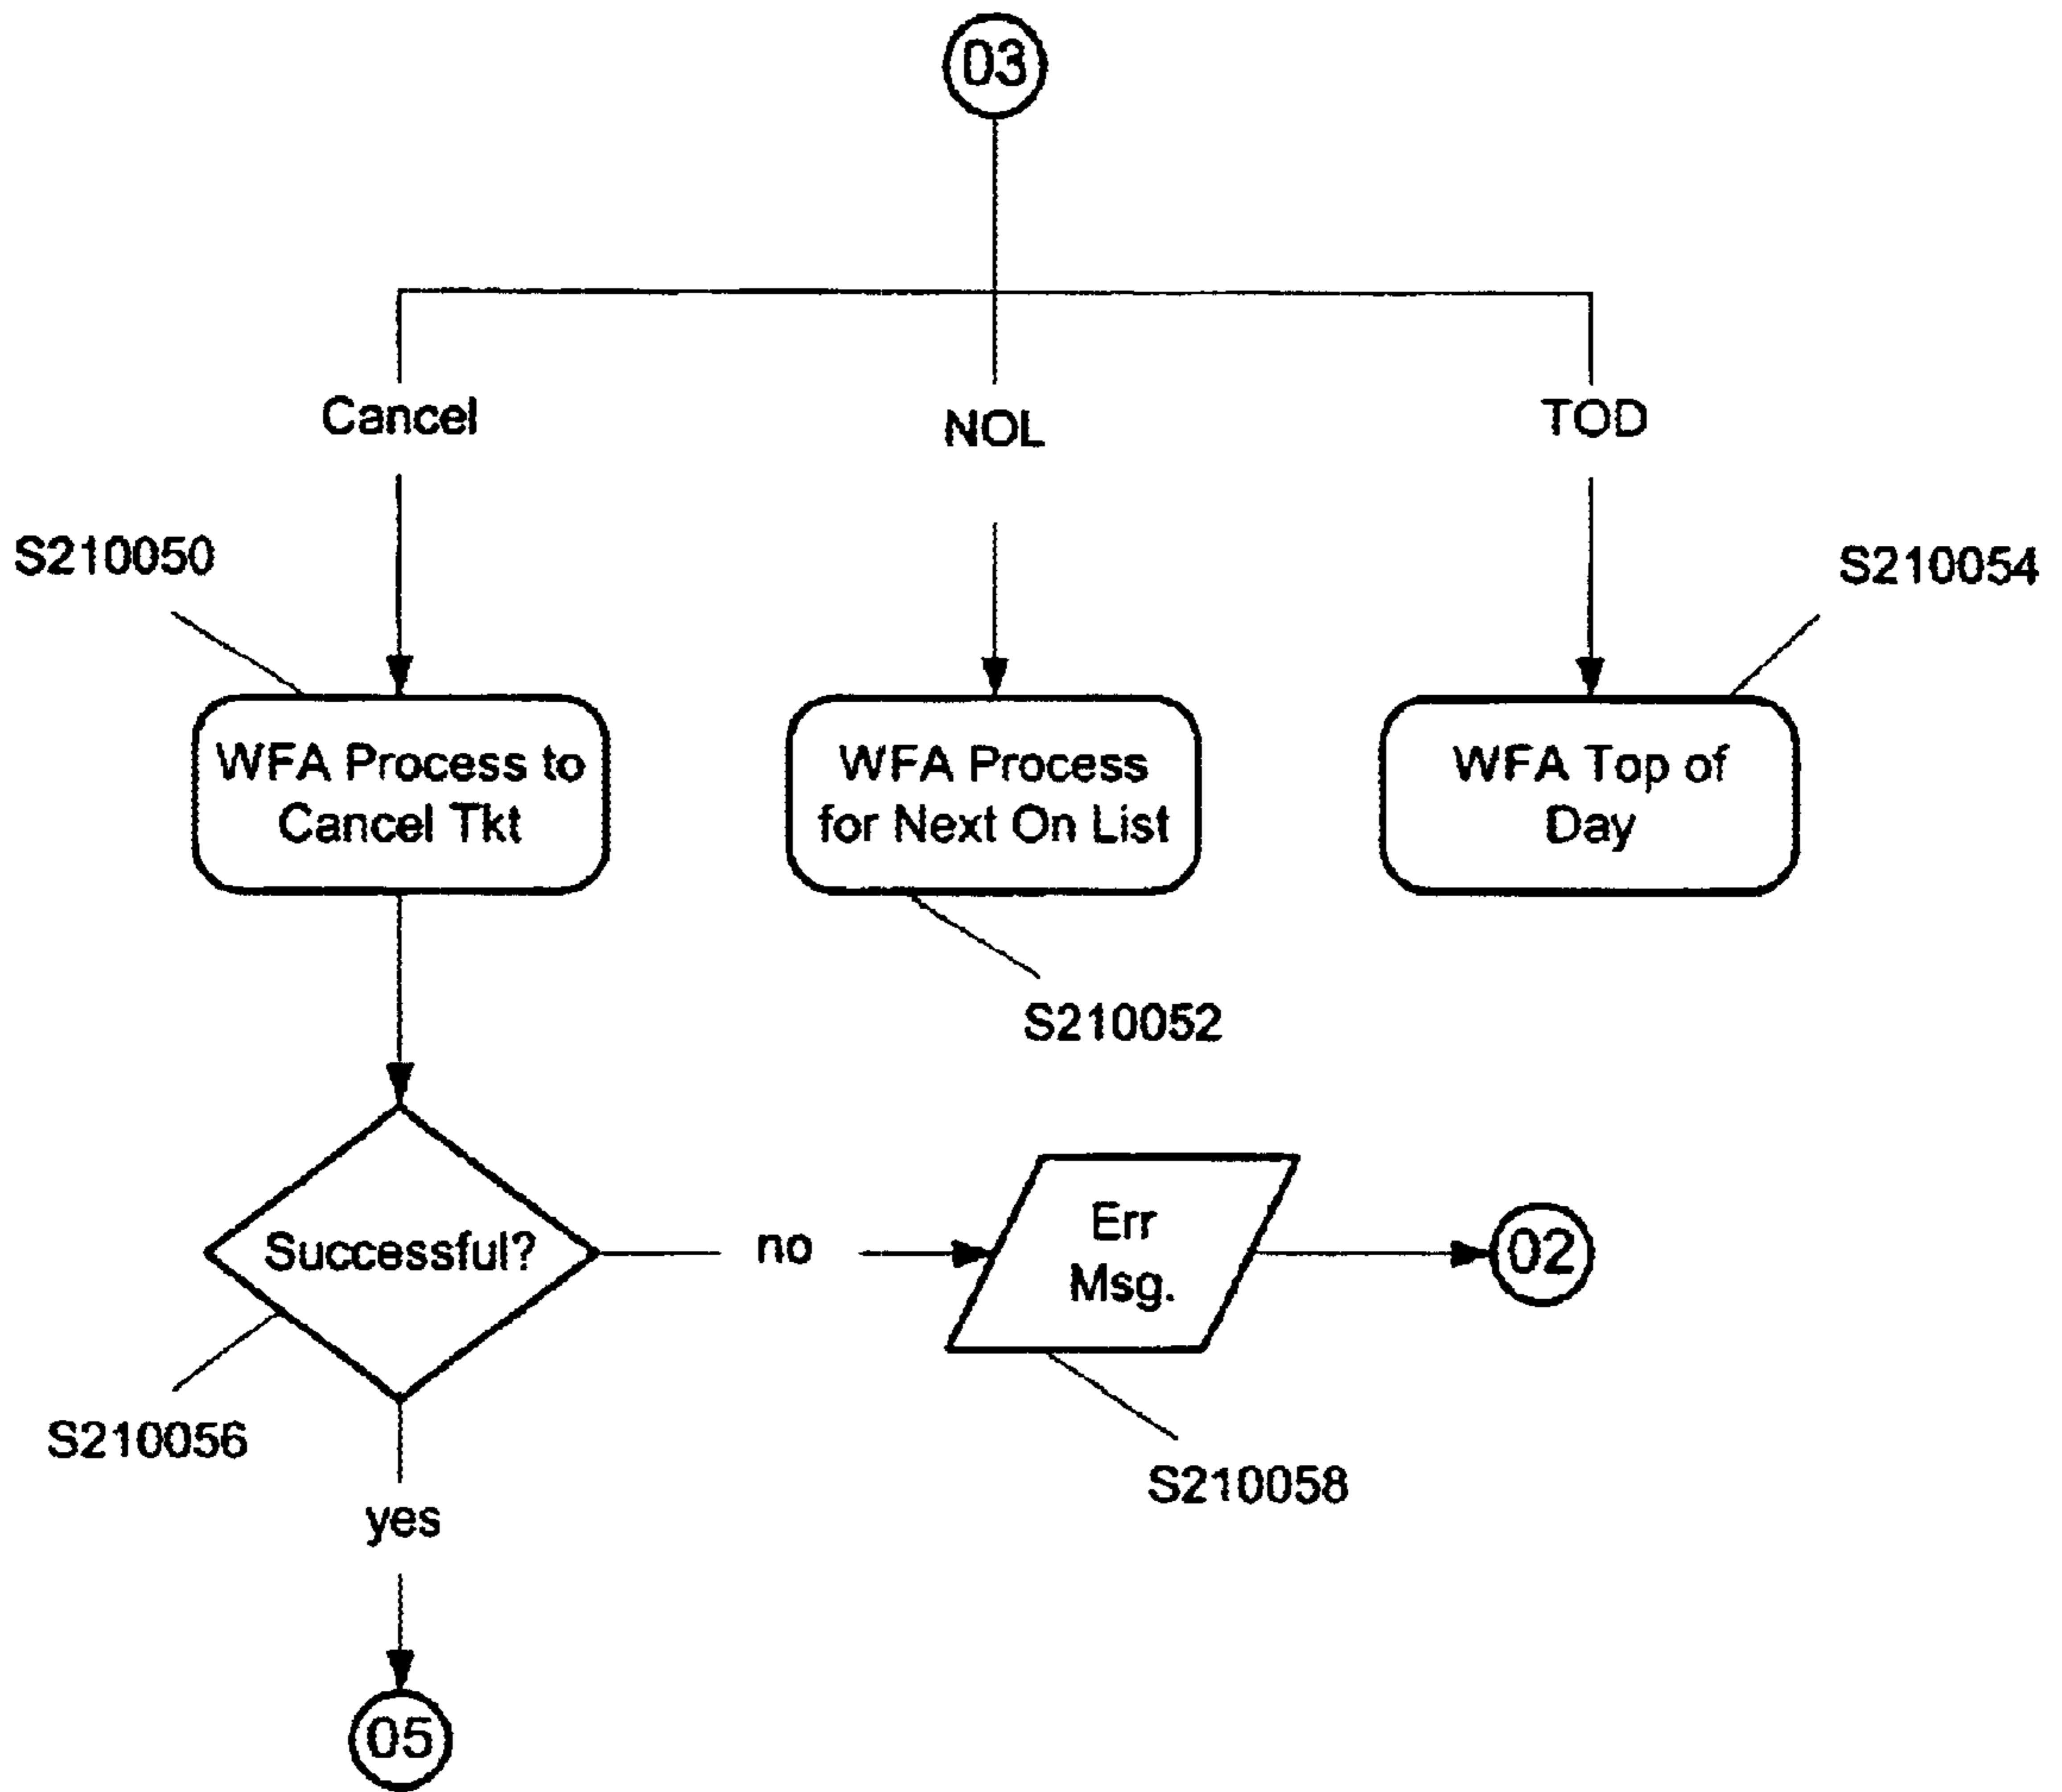 03
Cancel
NOL
TOD
S210050
S210054
WFA Process to
Cancel Tkt
WFA Process
for Next On List
WFA Top of
Day
S210052
Successful?
no
Err
Msg.
02
S210056
S210058
yes
05